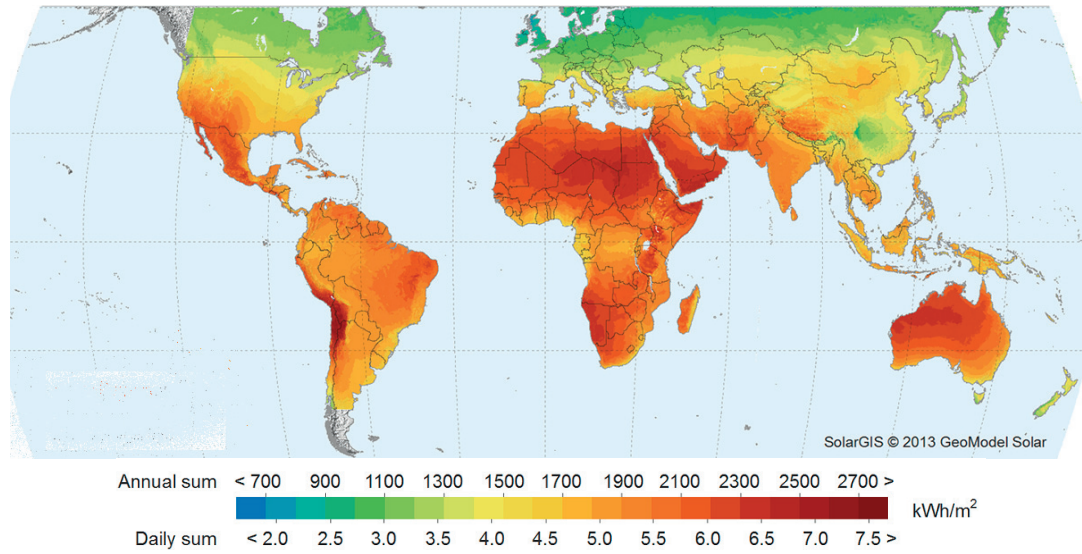 SolarGIS © 2013 GeoModel Solar
Annual sum < 700 900 1100 1300 1500 1700 1900 2100 2300 2500 2700 >
kWh/m²
Daily sum < 2.0 2.5 3.0 3.5 4.0 4.5 5.0 5.5 6.0 6.5 7.0 7.5 >